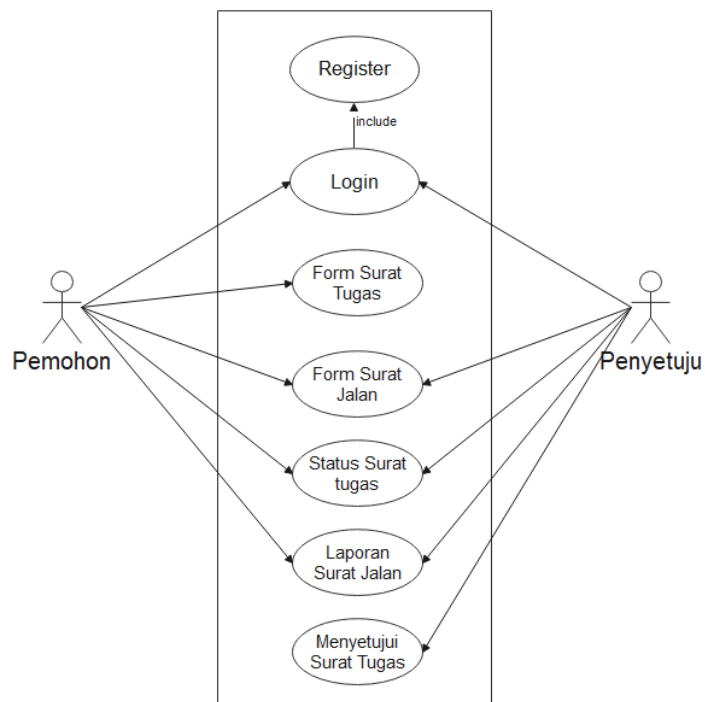 Register
include
Login
Form Surat
Tugas
Pemohon
Penyetuju
Form Surat
Jalan
Status Surat
tugas
Laporan
Surat Jalan
Menyetujui
Surat Tugas